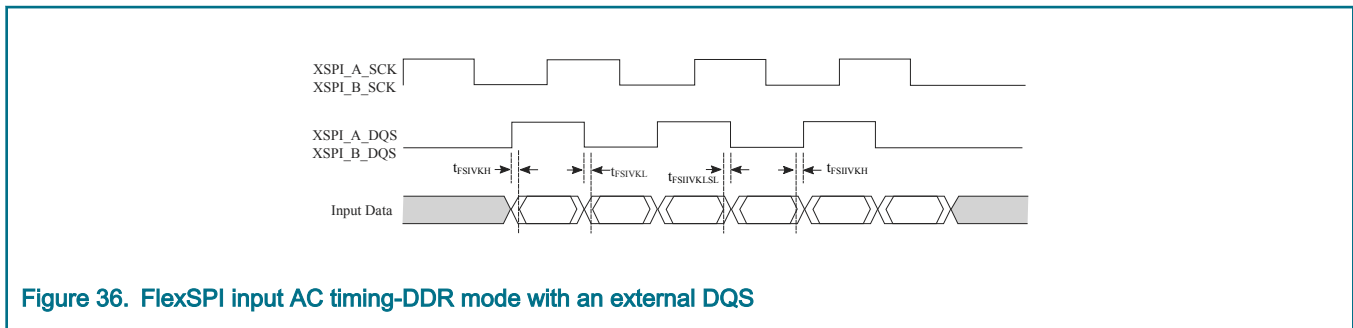 XSPI_A_SCK
XSPI_B_SCK
XSPI_A_DQS
XSPI_B_DQS
tFSIVKH
tFSIVKL
tFSIIVKLSL
tFSIIVKH
Input Data
Figure 36. FlexSPI input AC timing-DDR mode with an external DQS